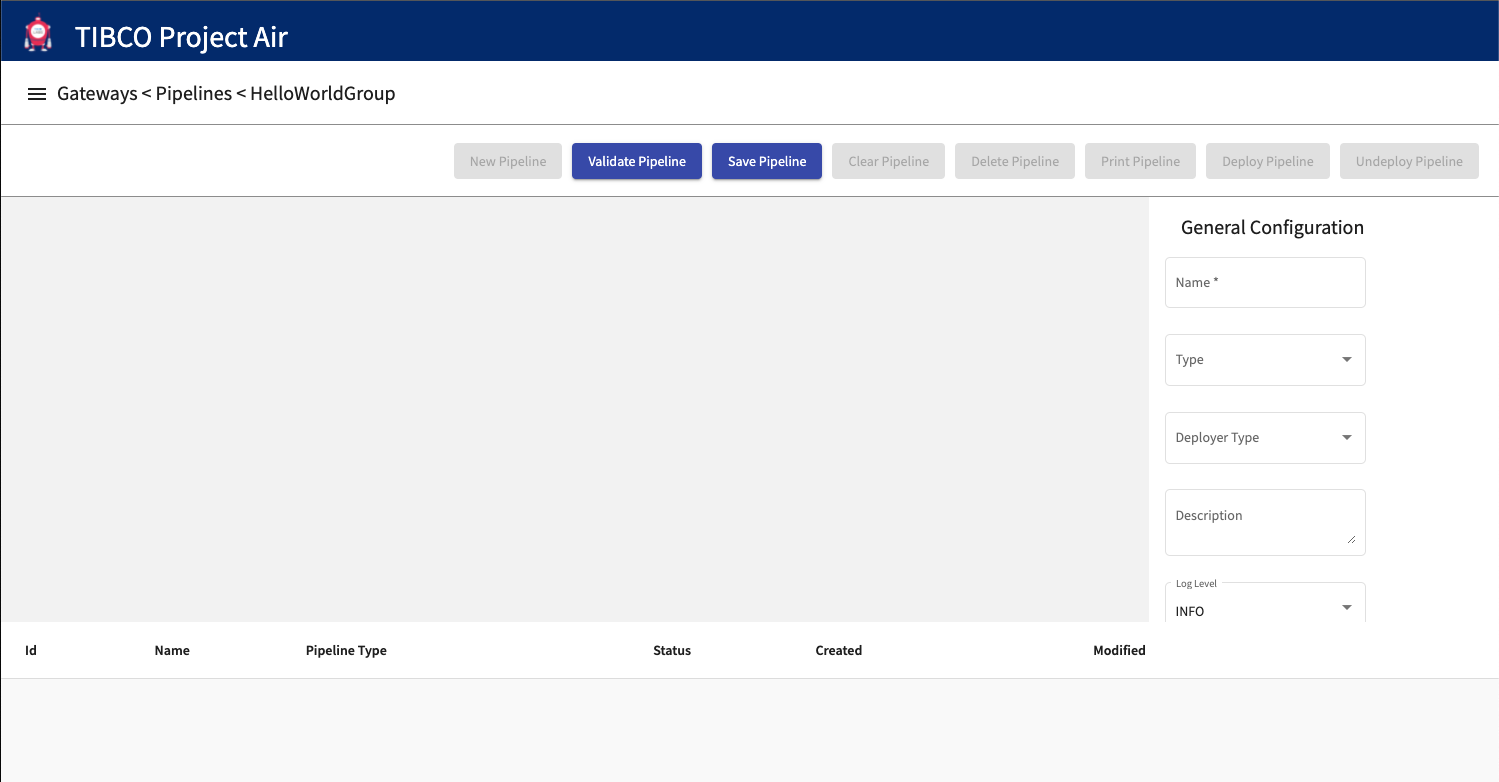 TIBCO Project Air
Gateways < Pipelines < HelloWorldGroup
New Pipeline Validate Pipeline Save Pipeline Clear Pipeline Delete Pipeline Print Pipeline Deploy Pipeline Undeploy Pipeline
General Configuration
Name *
Type
Deployer Type
Description
Log Level
INFO
Id Name Pipeline Type Status Created Modified